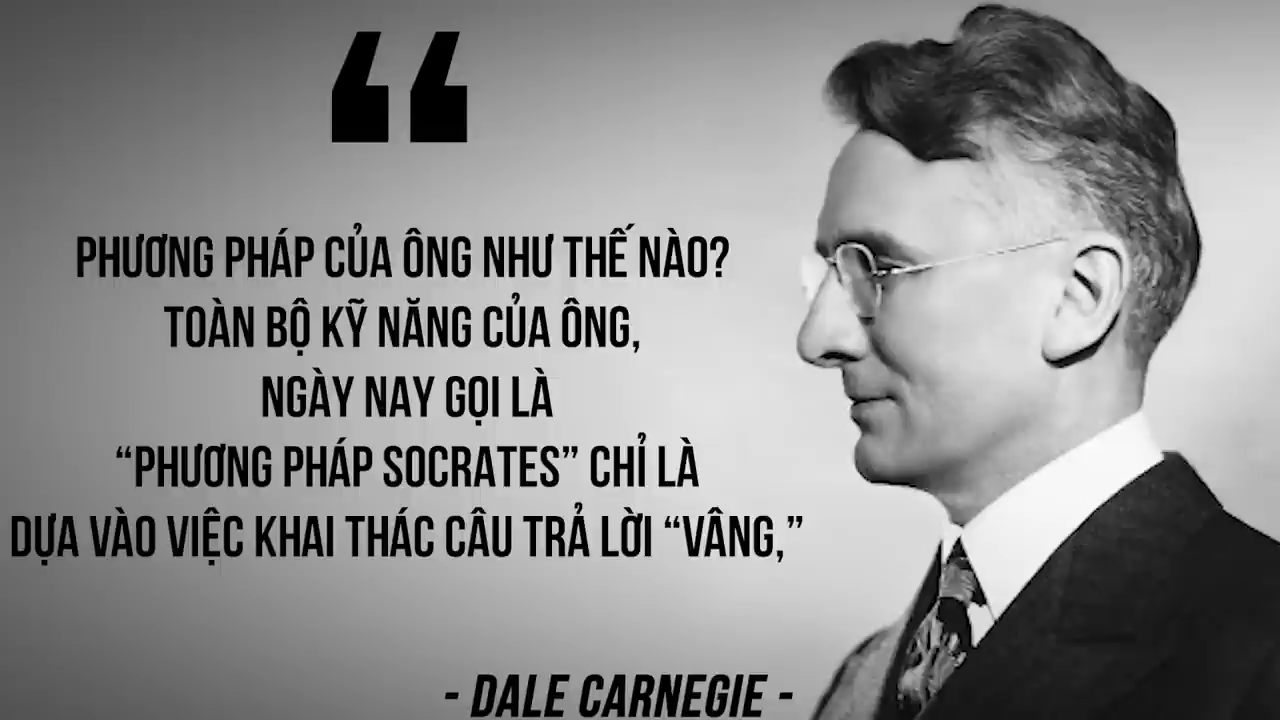 “
PHƯƠNG PHÁP CỦA ÔNG NHƯ THẾ NÀO?
TOÀN BỘ KỸ NĂNG CỦA ÔNG,
NGÀY NAY GỌI LÀ
“PHƯƠNG PHÁP SOCRATES” CHỈ LÀ
DỰA VÀO VIỆC KHAI THÁC CÂU TRẢ LỜI “VÂNG,”
- DALE CARNEGIE -